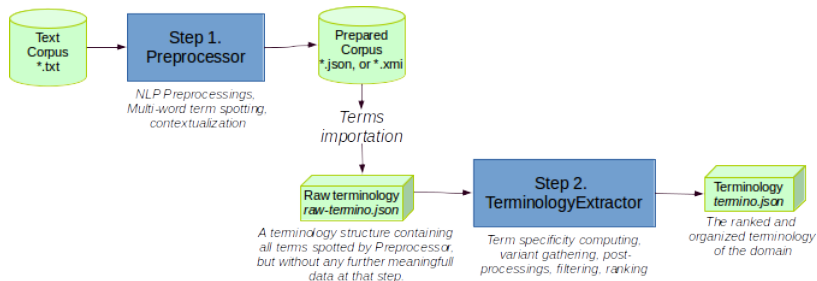 Text
Corpus
*.txt
Step 1.
Preprocessor
NLP Preprocessings,
Multi-word term spotting,
contextualization
Prepared
Corpus
*.json, or *.xmi
Terms
importation
Raw terminology
raw-termino.json
A terminology structure containing
all terms spotted by Preprocessor,
but without any further meaningfull
data at that step.
Step 2.
TerminologyExtractor
Term specificity computing,
variant gathering, post-
processings, filtering, ranking
Terminology
termino.json
The ranked and
organized terminology
of the domain